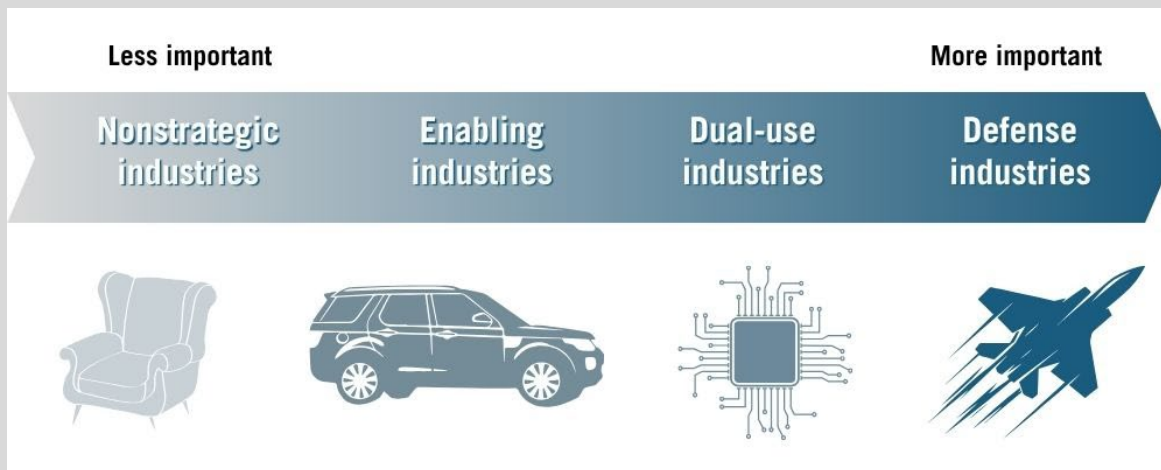 Less important
More important
Nonstrategic
industries
Enabling
industries
Dual-use
industries
Defense
industries